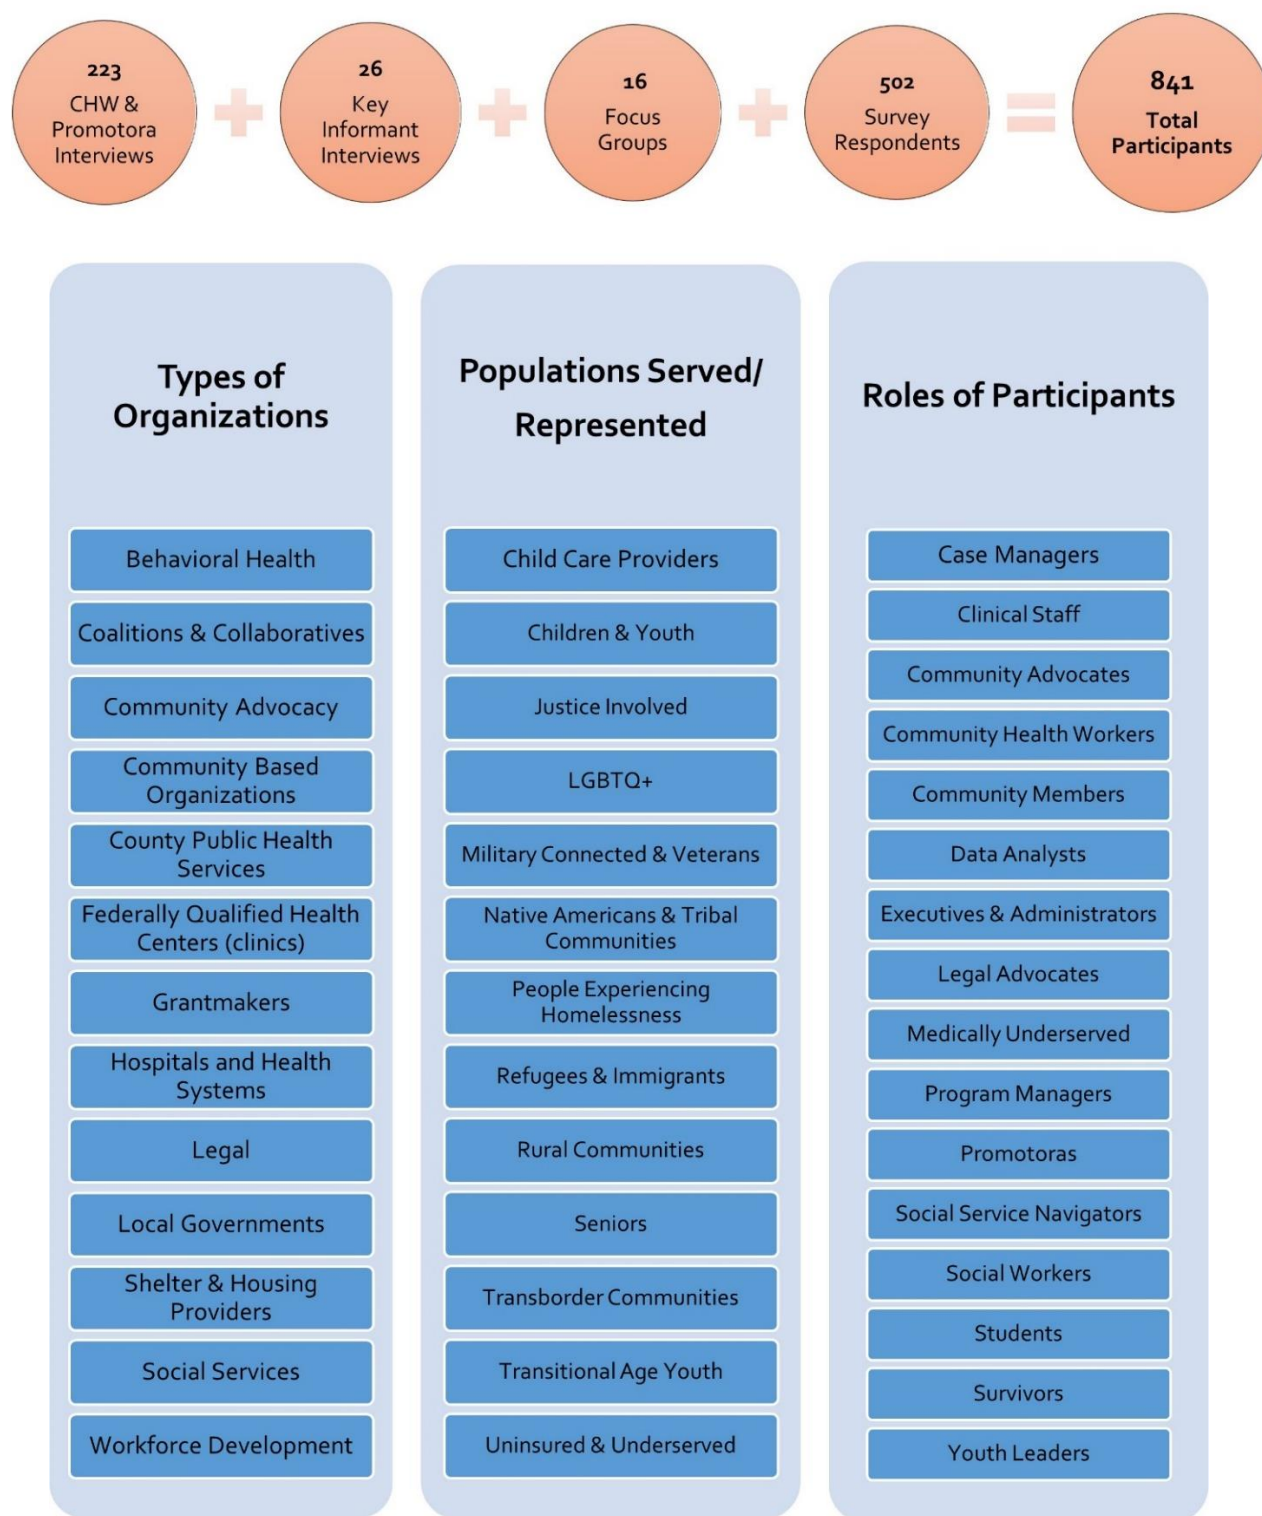 223
CHW &
Promotora
Interviews
26
Key
Informant
Interviews
16
Focus
Groups
502
Survey
Respondents
841
Total
Participants
Types of
Organizations
Behavioral Health
Coalitions & Collaboratives
Community Advocacy
Community Based
Organizations
County Public Health
Services
Federally Qualified Health
Centers (clinics)
Grantmakers
Hospitals and Health
Systems
Legal
Local Governments
Shelter & Housing
Providers
Social Services
Workforce Development
Populations Served/
Represented
Child Care Providers
Children & Youth
Justice Involved
LGBTQ+
Military Connected & Veterans
Native Americans & Tribal
Communities
People Experiencing
Homelessness
Refugees & Immigrants
Rural Communities
Seniors
Transborder Communities
Transitional Age Youth
Uninsured & Underserved
Roles of Participants
Case Managers
Clinical Staff
Community Advocates
Community Health Workers
Community Members
Data Analysts
Executives & Administrators
Legal Advocates
Medically Underserved
Program Managers
Promotoras
Social Service Navigators
Social Workers
Students
Survivors
Youth Leaders